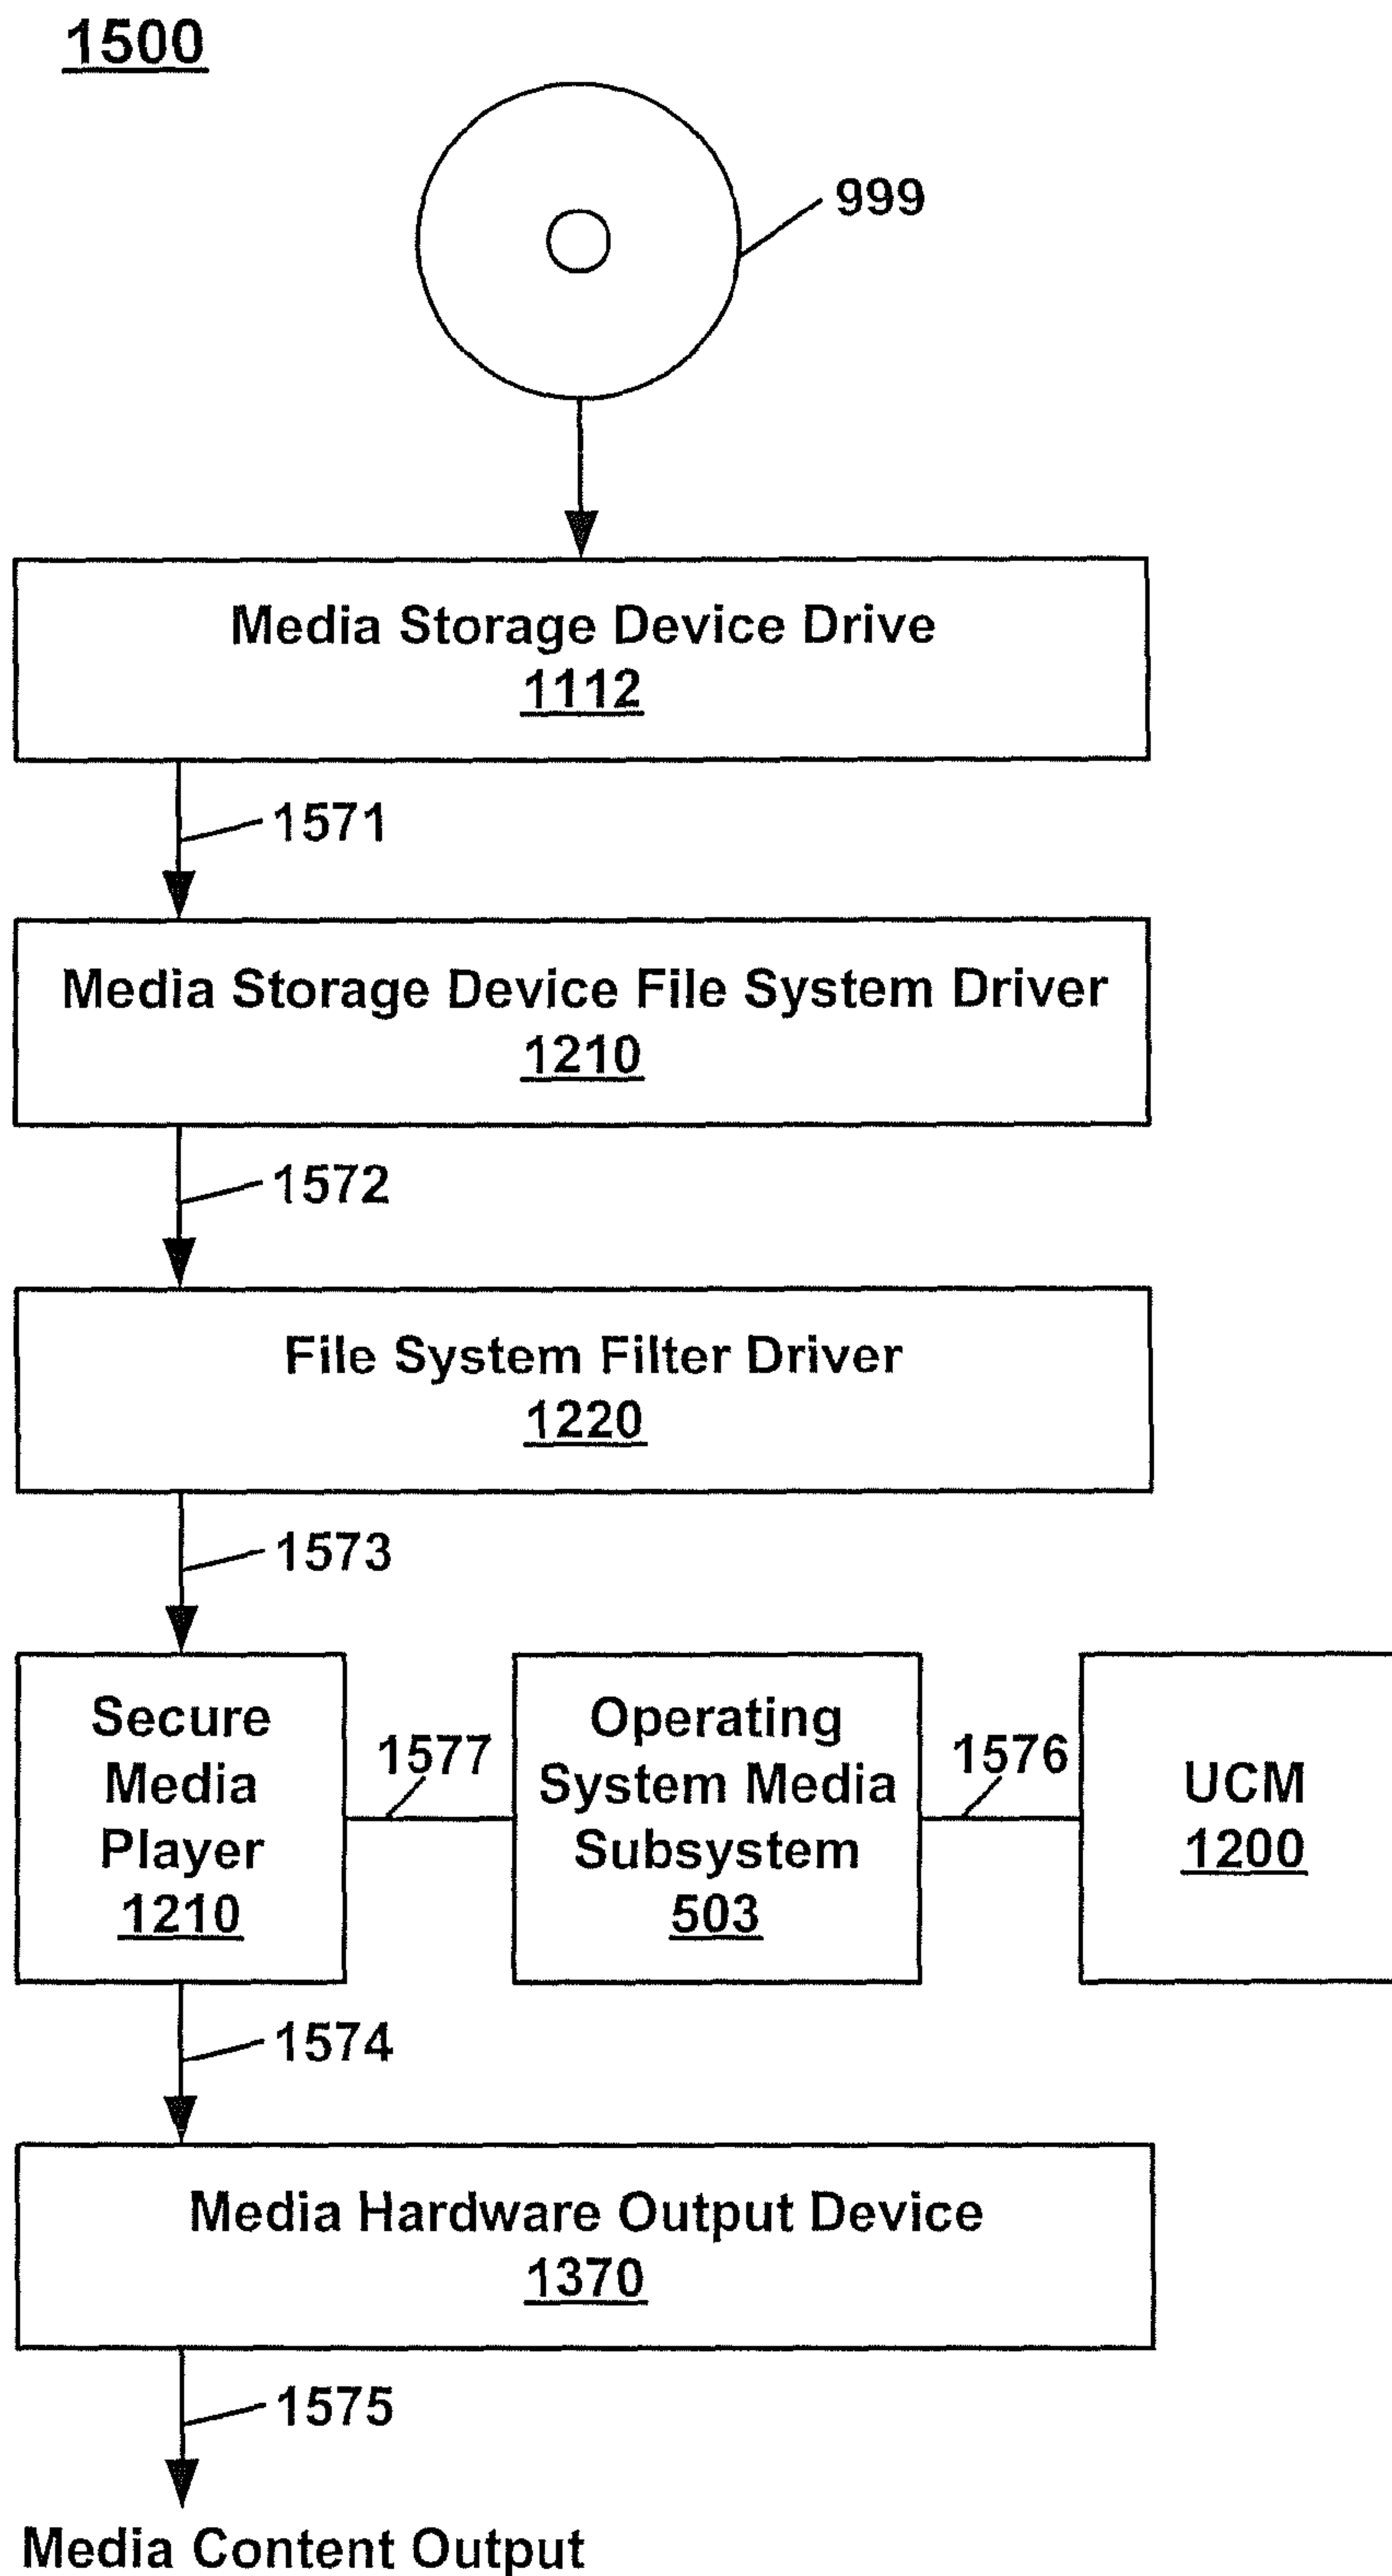 1500
999
Media Storage Device Drive
1112
1571
Media Storage Device File System Driver
1210
1572
File System Filter Driver
1220
1573
Secure
Media
Player
1210
1577
Operating
System Media
Subsystem
503
1576
UCM
1200
1574
Media Hardware Output Device
1370
1575
Media Content Output